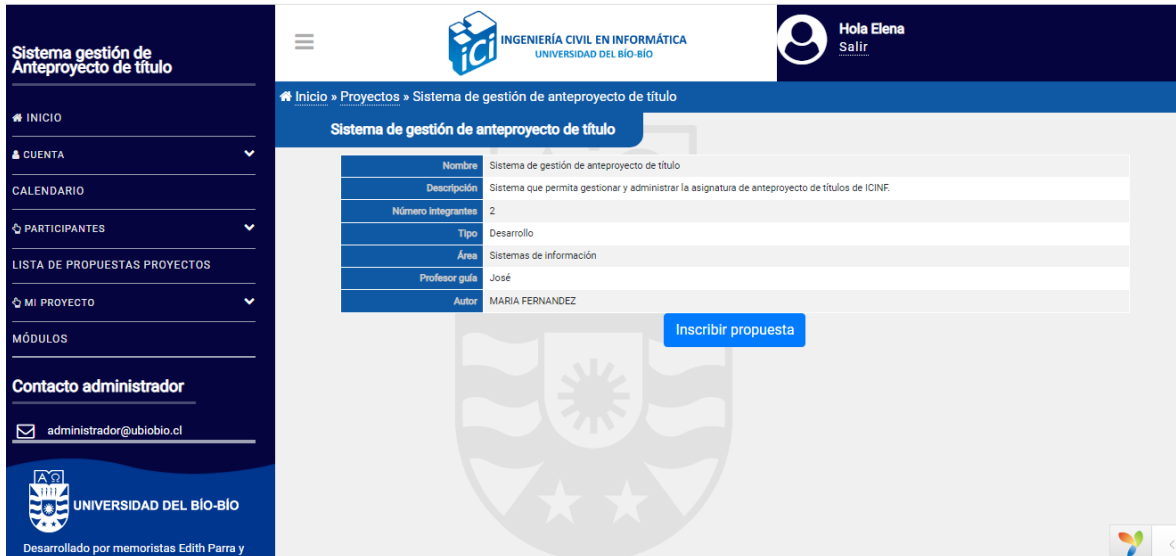 Sistema gestión de
Anteproyecto de título
INICIO
CUENTA
CALENDARIO
PARTICIPANTES
LISTA DE PROPUESTAS PROYECTOS
MI PROYECTO
MÓDULOS
Contacto administrador
administrador@ubiobio.cl
ΑΩ
UNIVERSIDAD DEL BÍO-BÍO
Desarrollado por memoristas Edith Parra y
ici
INGENIERÍA CIVIL EN INFORMÁTICA
UNIVERSIDAD DEL BÍO-BÍO
Hola Elena
Salir
Inicio » Proyectos » Sistema de gestión de anteproyecto de título
Sistema de gestión de anteproyecto de título
Nombre Sistema de gestión de anteproyecto de título
Descripción Sistema que permita gestionar y administrar la asignatura de anteproyecto de títulos de ICINF.
Número integrantes 2
Tipo Desarrollo
Área Sistemas de información
Profesor guía José
Autor MARIA FERNANDEZ
Inscribir propuesta